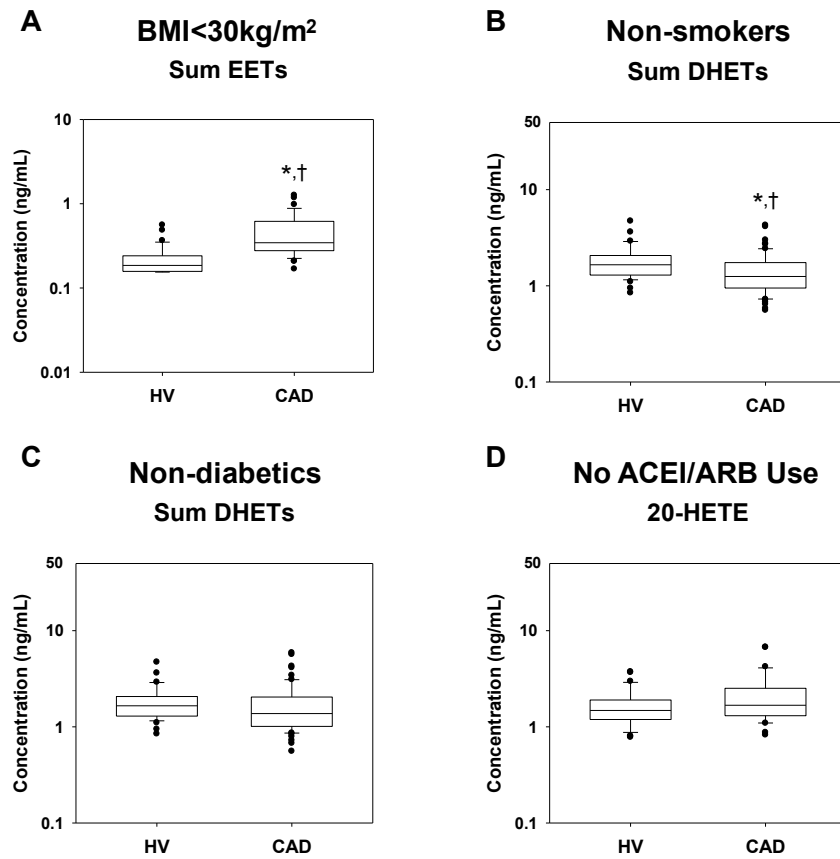 A
BMI<30kg/m²
Sum EETs
Concentration (ng/mL)
10
1
0.1
0.01
*,†
HV
CAD
B
Non-smokers
Sum DHETs
Concentration (ng/mL)
50
10
1
0.1
*,†
HV
CAD
C
Non-diabetics
Sum DHETs
Concentration (ng/mL)
50
10
1
0.1
HV
CAD
D
No ACEI/ARB Use
20-HETE
Concentration (ng/mL)
50
10
1
0.1
HV
CAD